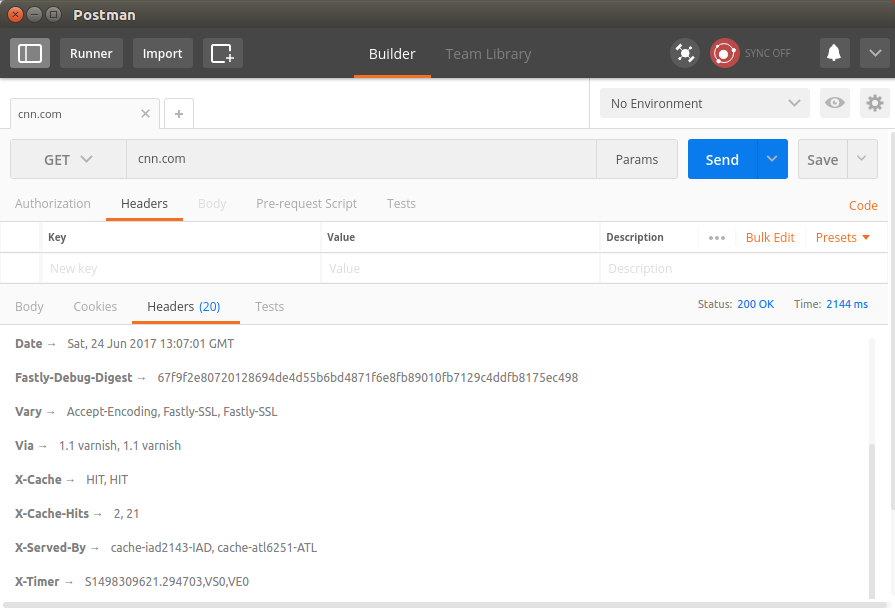 Postman
Runner Import Builder Team Library SYNC OFF
cnn.com × + No Environment
GET cnn.com Params Send Save
Authorization Headers Body Pre-request Script Tests Code
Key Value Description ••• Bulk Edit Presets
New key Value Description
Body Cookies Headers (20) Tests Status: 200 OK Time: 2144 ms
Date → Sat, 24 Jun 2017 13:07:01 GMT
Fastly-Debug-Digest → 67f9f2e80720128694de4d55b6bd4871f6e8fb89010fb7129c4ddfb8175ec498
Vary → Accept-Encoding, Fastly-SSL, Fastly-SSL
Via → 1.1 varnish, 1.1 varnish
X-Cache → HIT, HIT
X-Cache-Hits → 2, 21
X-Served-By → cache-iad2143-IAD, cache-atl6251-ATL
X-Timer → S1498309621.294703,VS0,VE0